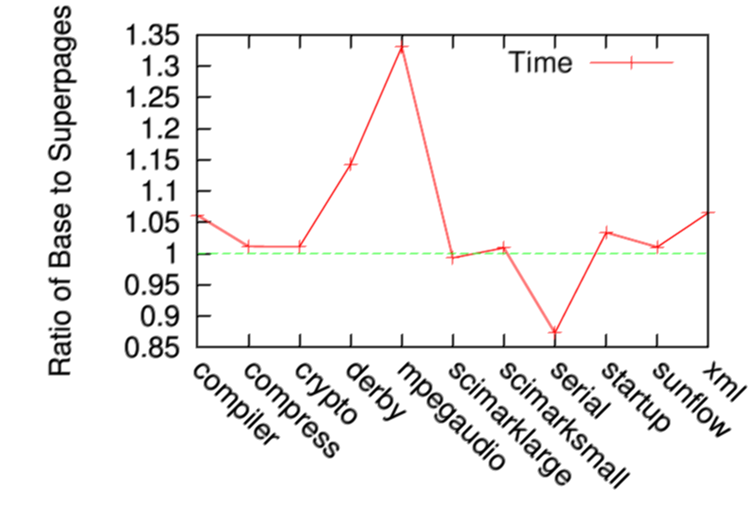 Ratio of Base to Superpages
1.35
1.3
1.25
1.2
1.15
1.1
1.05
1
0.95
0.9
0.85
Time
compiler
compress
crypto
derby
mpegaudio
scimarklarge
scimarksmall
serial
startup
sunflow
xml